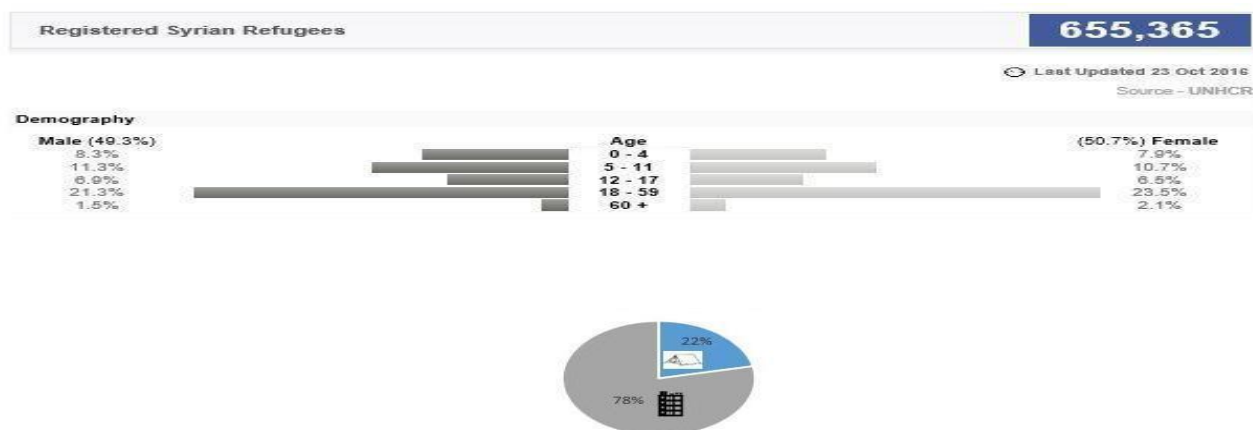 Registered Syrian Refugees 655,365
Last Updated 23 Oct 2016
Source - UNHCR
Demography
Male (49.3%) Age (50.7%) Female
8.3% 0 - 4 7.9%
11.3% 5 - 11 10.7%
6.9% 12 - 17 6.5%
21.3% 18 - 59 23.5%
1.5% 60 + 2.1%
22%
78%